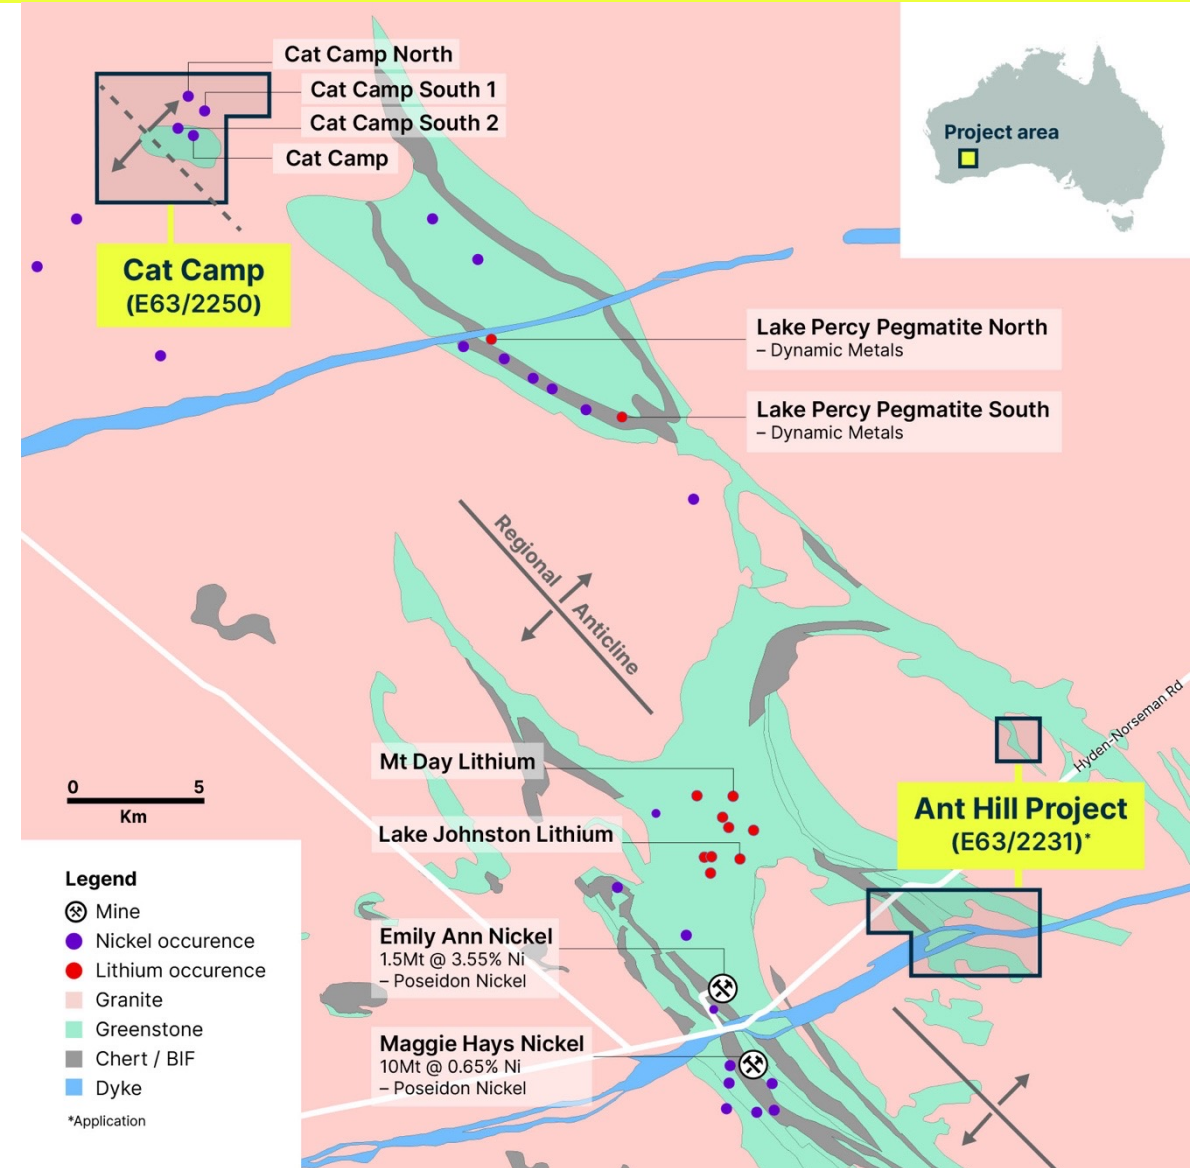 Cat Camp North
Cat Camp South 1
Cat Camp South 2
Cat Camp
Project area
Cat Camp
(E63/2250)
Lake Percy Pegmatite North
– Dynamic Metals
Lake Percy Pegmatite South
– Dynamic Metals
Regional
Anticline
Hyden-Norseman Rd
Mt Day Lithium
0 5
Km
Ant Hill Project
(E63/2231)*
Lake Johnston Lithium
Legend
Mine
Nickel occurence
Lithium occurence
Granite
Greenstone
Chert / BIF
Dyke
*Application
Emily Ann Nickel
1.5Mt @ 3.55% Ni
– Poseidon Nickel
Maggie Hays Nickel
10Mt @ 0.65% Ni
– Poseidon Nickel